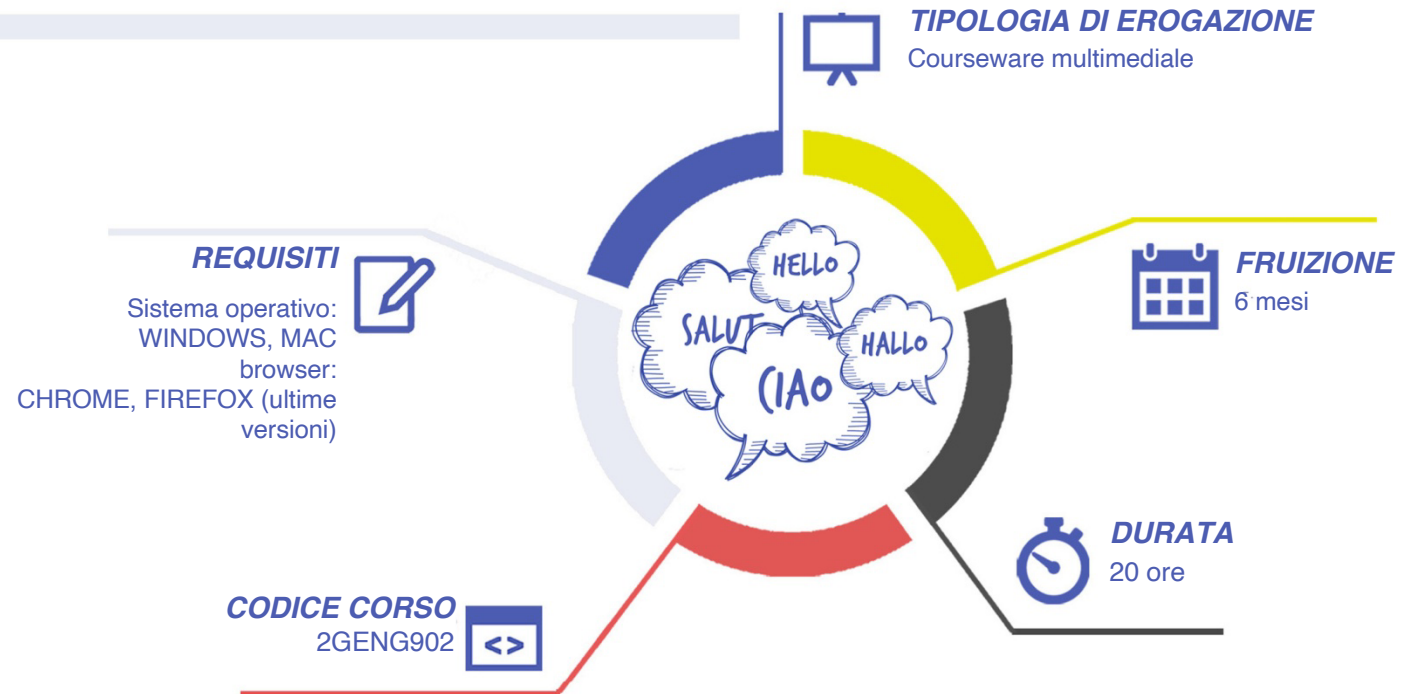 TIPOLOGIA DI EROGAZIONE
Courseware multimediale
REQUISITI
Sistema operativo:
WINDOWS, MAC
browser:
CHROME, FIREFOX (ultime
versioni)
HELLO
SALUT
HALLO
CIAO
FRUIZIONE
6 mesi
DURATA
20 ore
CODICE CORSO
2GENG902
<>